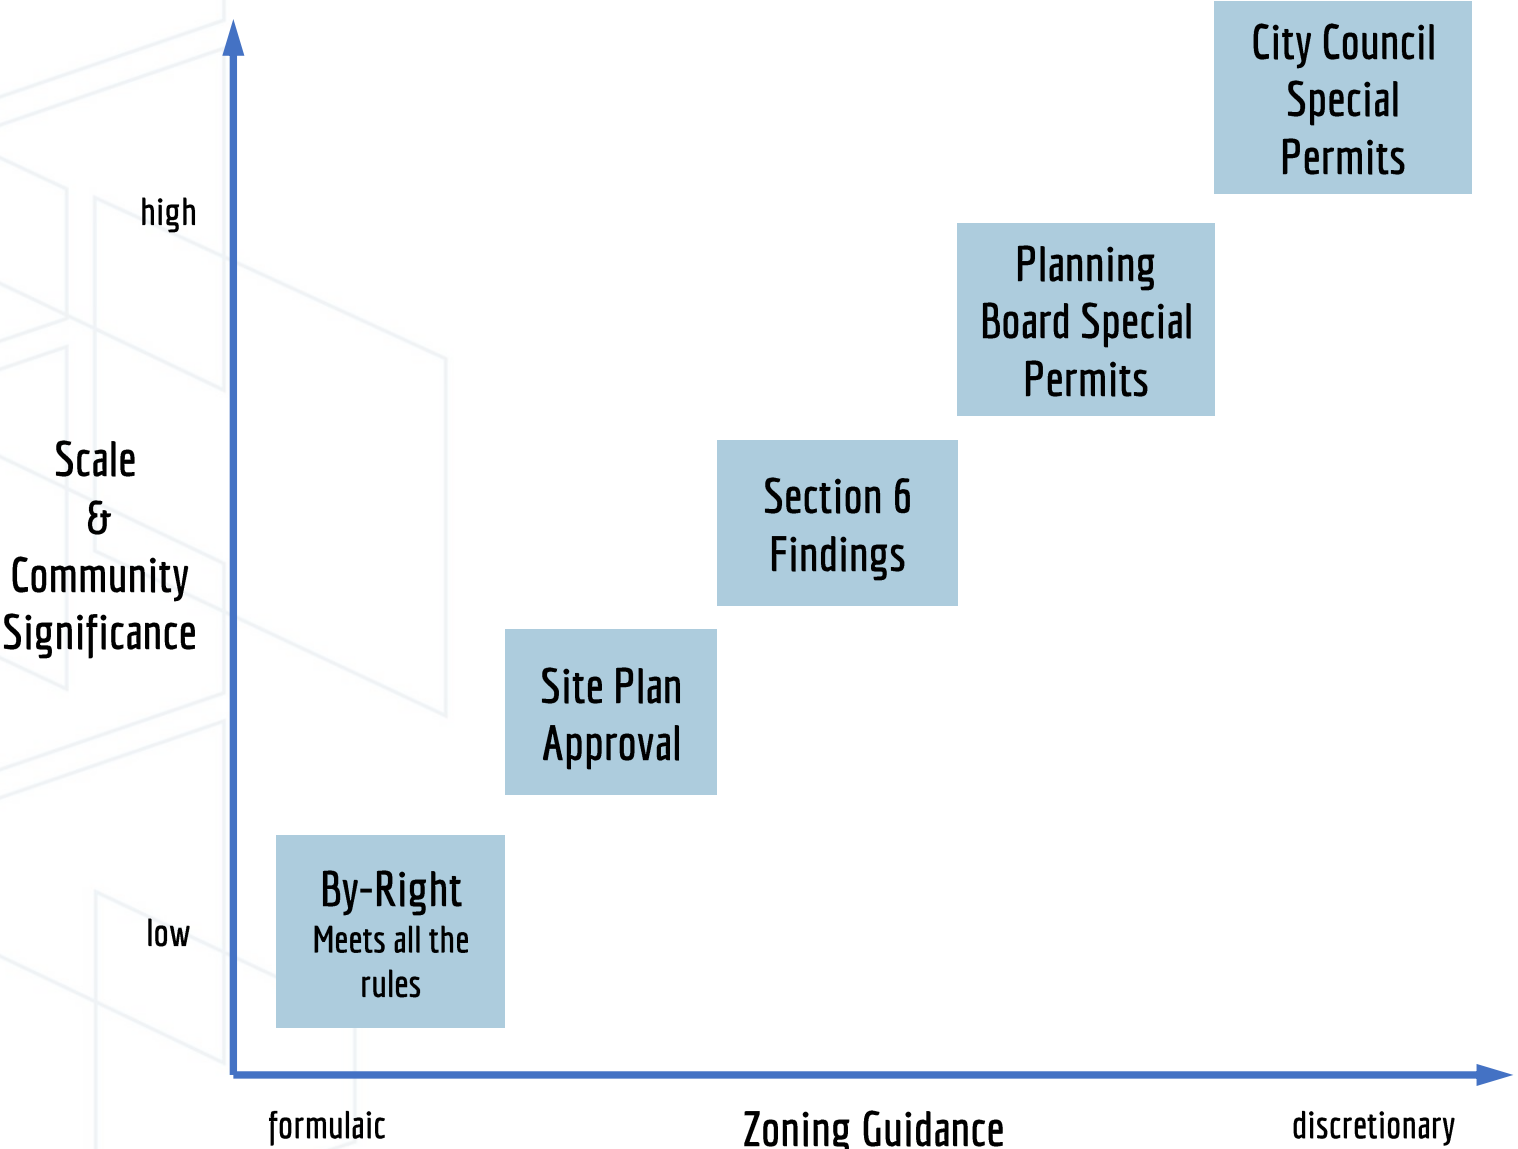 City Council
Special
Permits
high
Planning
Board Special
Permits
Scale
&
Community
Significance
Section 6
Findings
Site Plan
Approval
By-Right
Meets all the
rules
low
formulaic
Zoning Guidance
discretionary